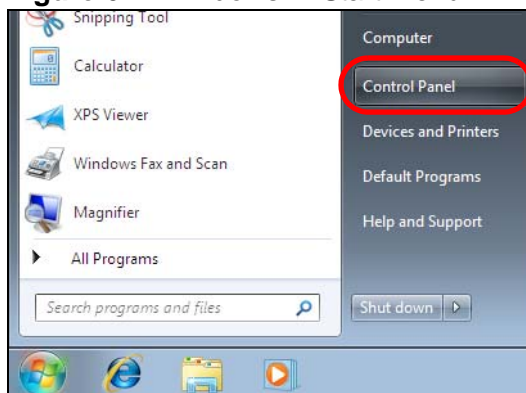 Snipping Tool
Calculator
XPS Viewer
Windows Fax and Scan
Magnifier
All Programs
Search programs and files
Computer
Control Panel
Devices and Printers
Default Programs
Help and Support
Shut down